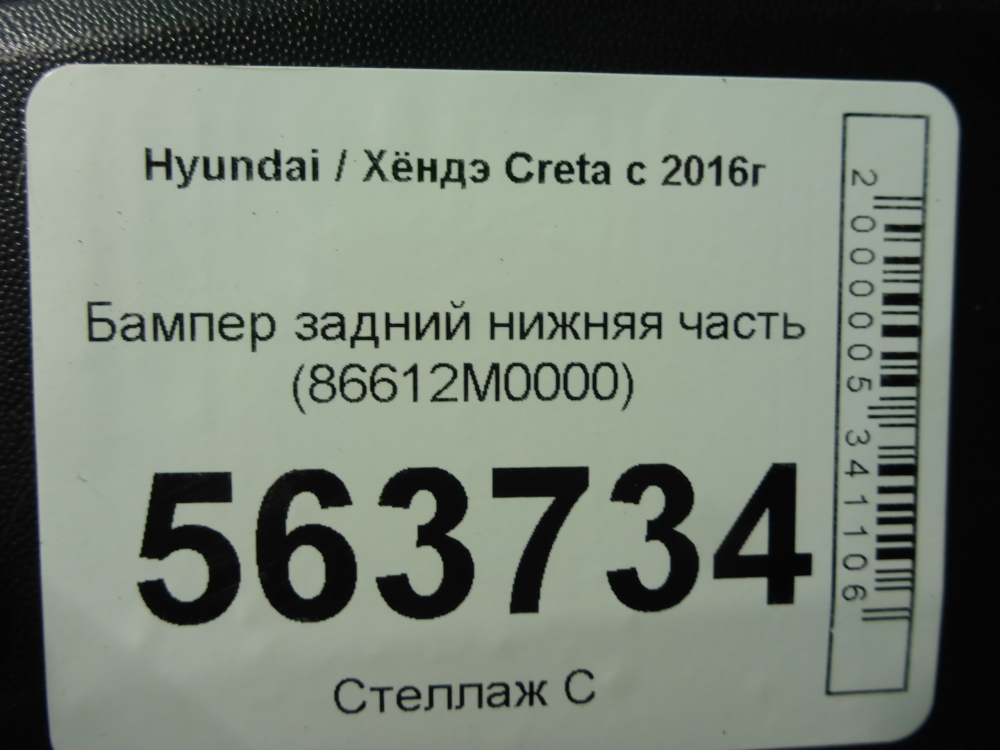 Hyundai / Хёндэ Creta с 2016г
Бампер задний нижняя часть
(86612M0000)
563734
Стеллаж С
2000005341106